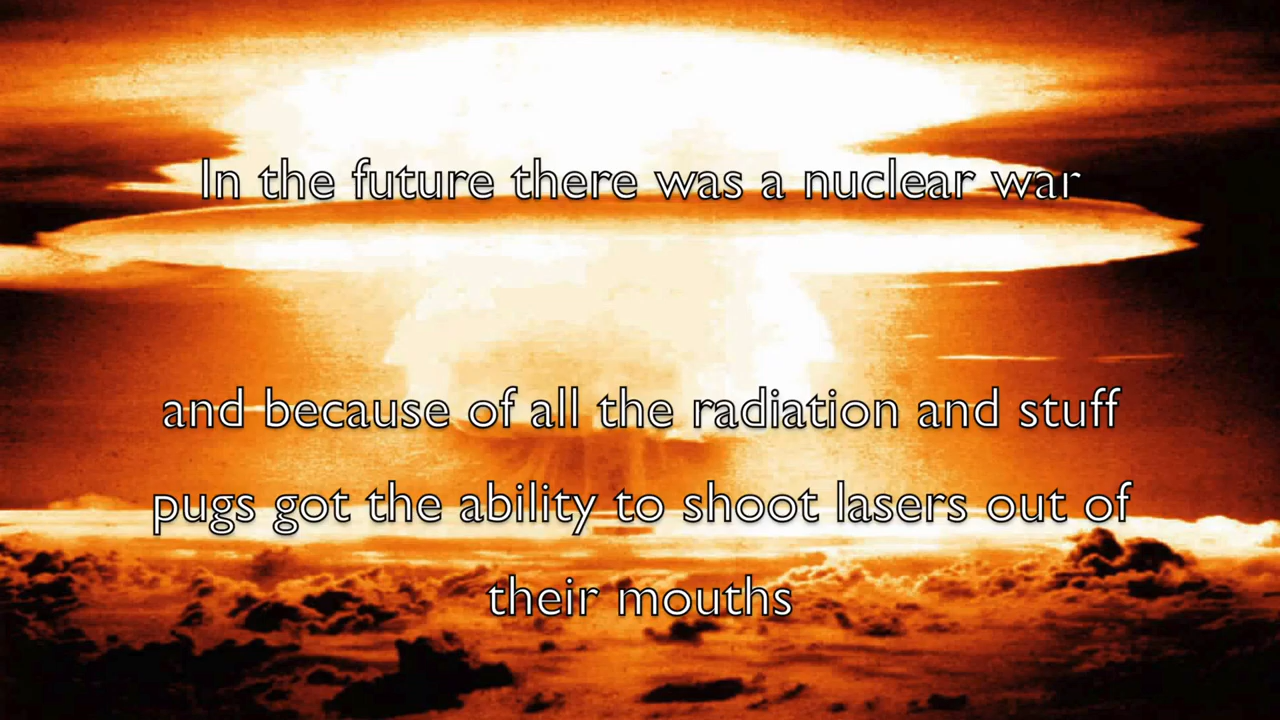 In the future there was a nuclear war
and because of all the radiation and stuff
pugs got the ability to shoot lasers out of
their mouths